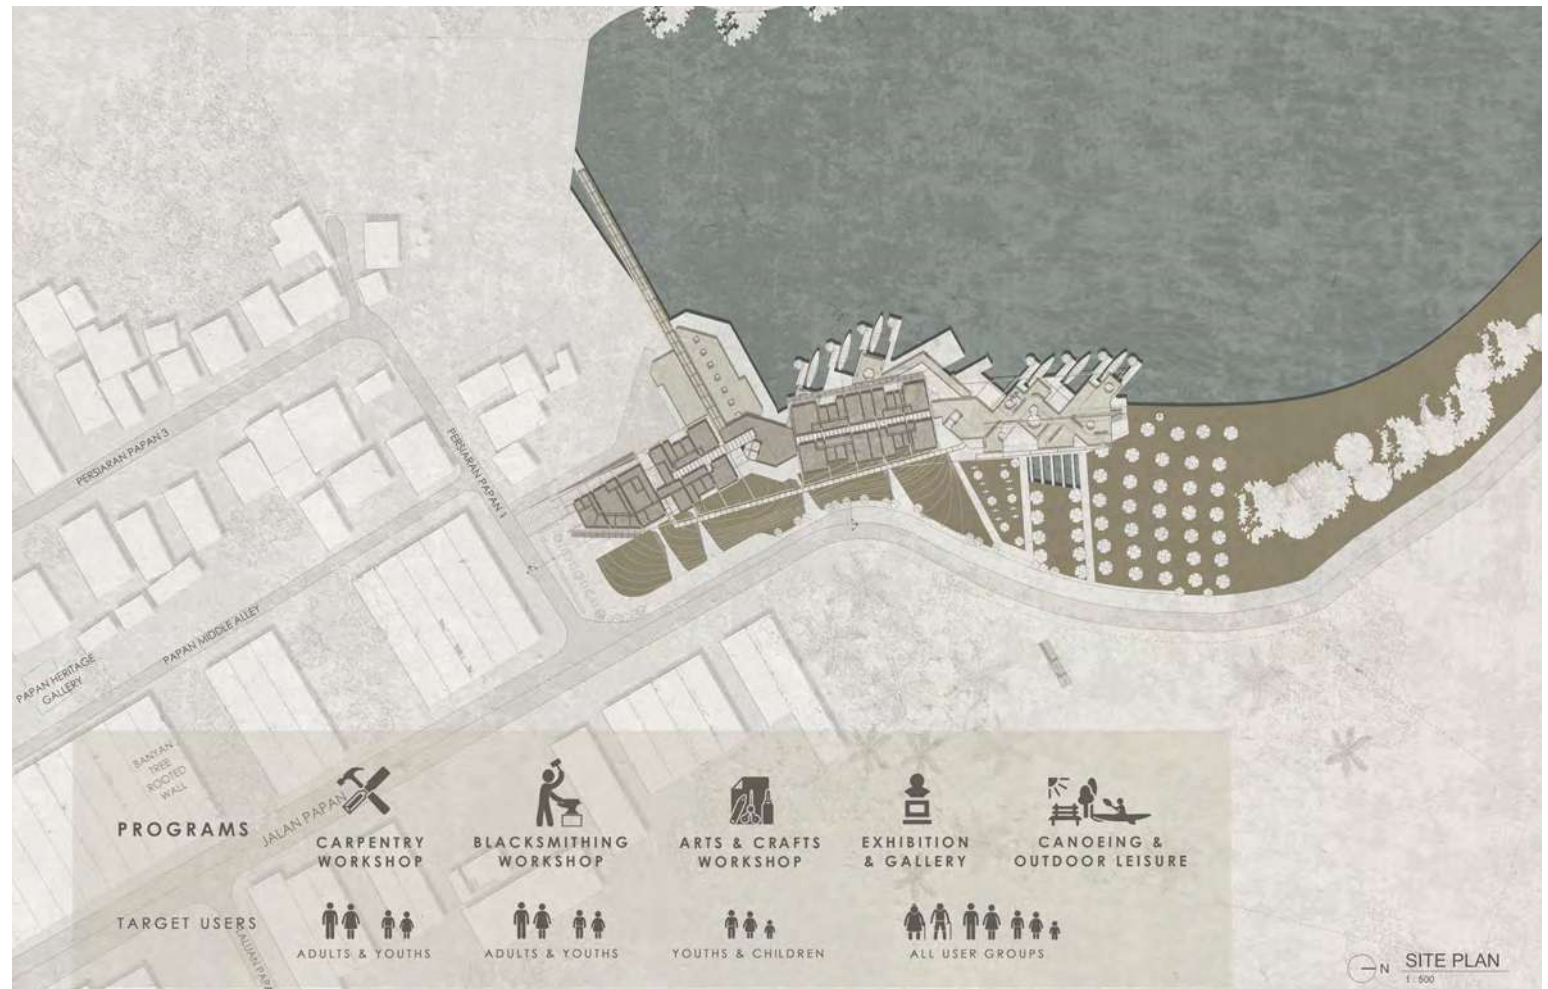 PERSIARAN PAPAN 3
PERSIARAN PAPAN 1
PAPAN MIDDLE ALLEY
PAPAN HERITAGE
GALLERY
BANYAN
TREE
ROOTED
WALL
JALAN PAPAN
PROGRAMS
CARPENTRY
WORKSHOP
BLACKSMITHING
WORKSHOP
ARTS & CRAFTS
WORKSHOP
EXHIBITION
& GALLERY
CANOEING &
OUTDOOR LEISURE
TARGET USERS
ADULTS & YOUTHS
ADULTS & YOUTHS
YOUTHS & CHILDREN
ALL USER GROUPS
N
SITE PLAN
1 : 500